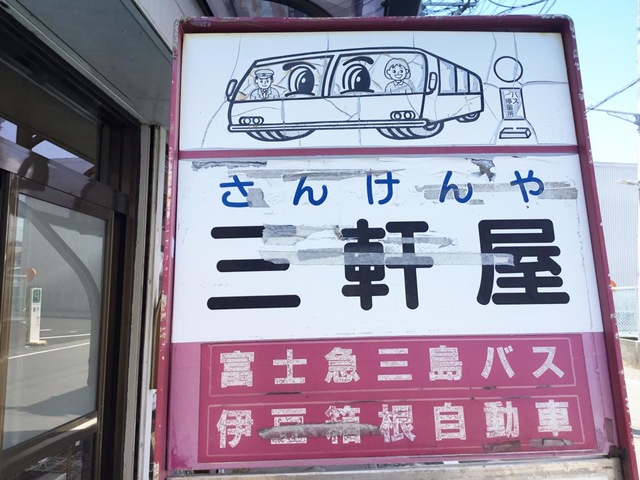 バス
停留所
さんけんや
三軒屋
富士急三島バス
伊豆箱根自動車